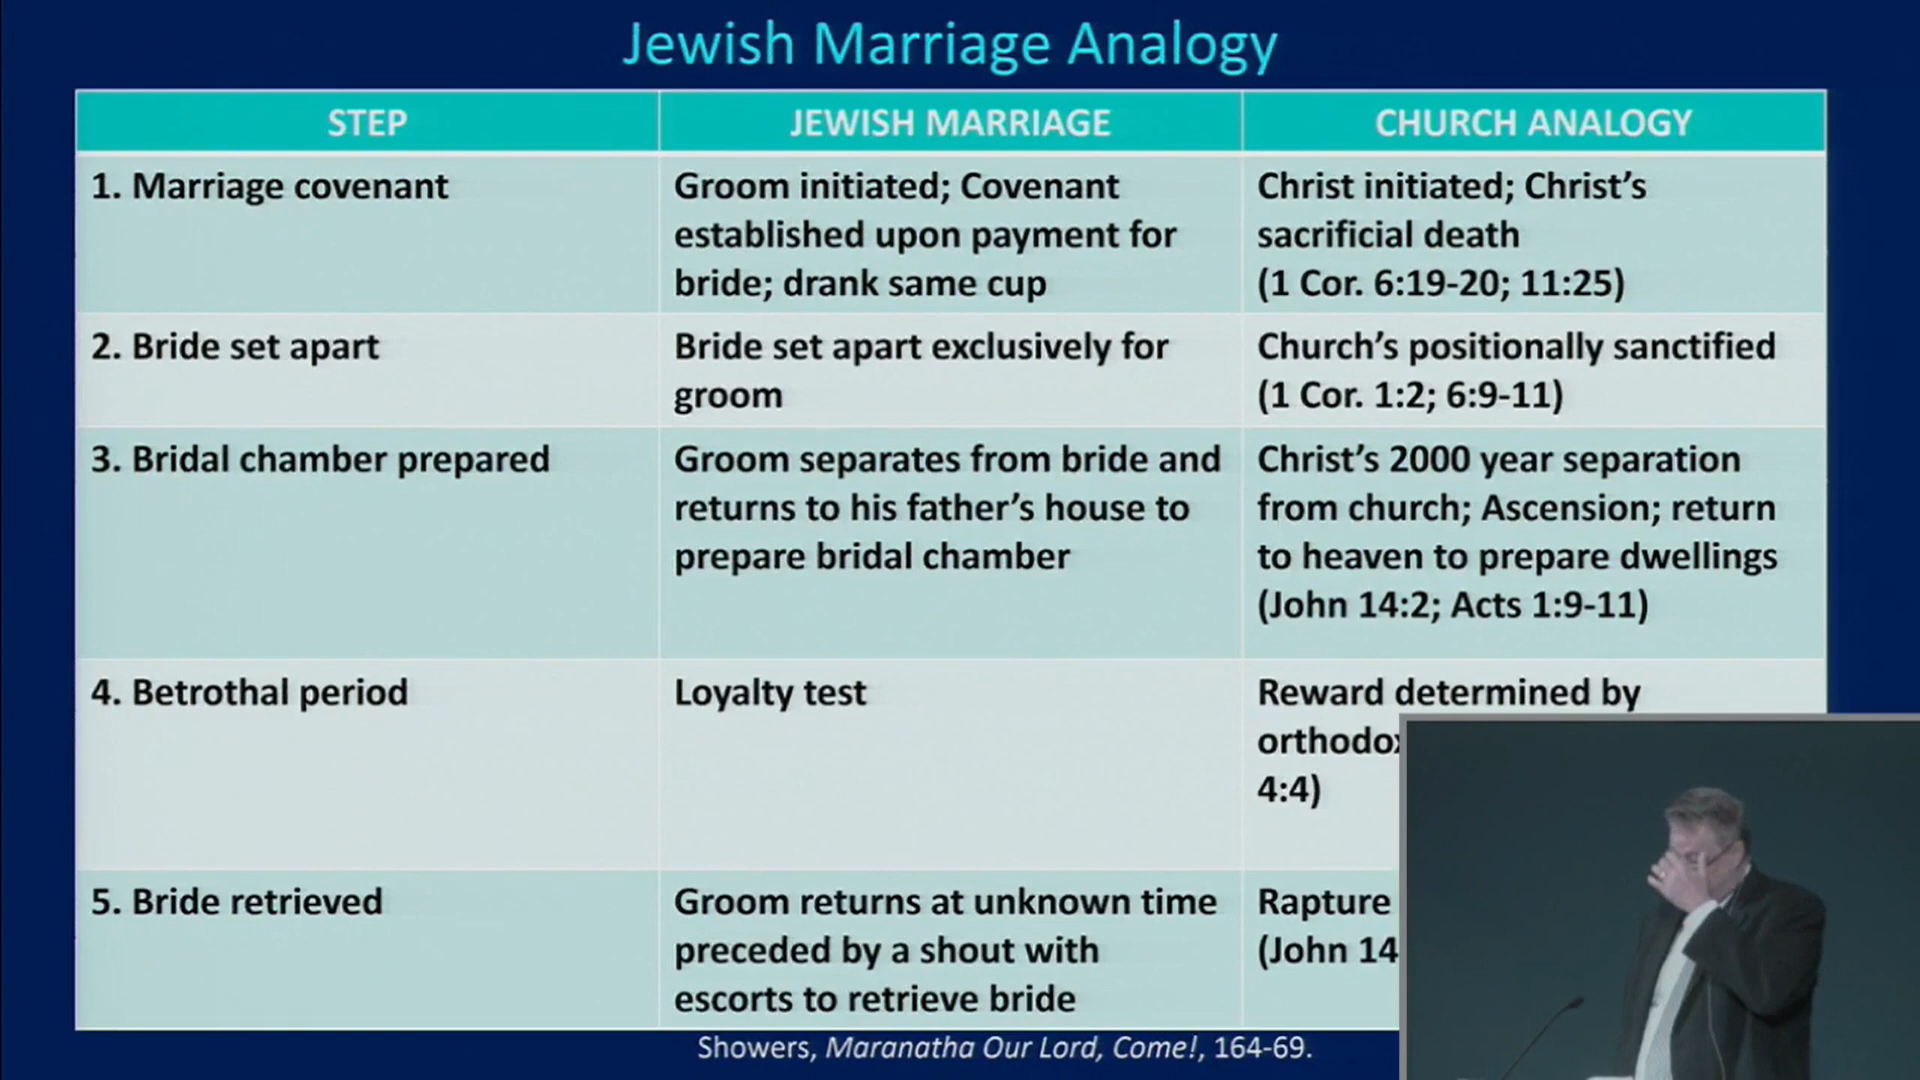 Jewish Marriage Analogy
STEP
JEWISH MARRIAGE
CHURCH ANALOGY
1. Marriage covenant
Groom initiated; Covenant
established upon payment for
bride; drank same cup
Christ initiated; Christ’s
sacrificial death
(1 Cor. 6:19-20; 11:25)
2. Bride set apart
Bride set apart exclusively for
groom
Church’s positionally sanctified
(1 Cor. 1:2; 6:9-11)
3. Bridal chamber prepared
Groom separates from bride and
returns to his father’s house to
prepare bridal chamber
Christ’s 2000 year separation
from church; Ascension; return
to heaven to prepare dwellings
(John 14:2; Acts 1:9-11)
4. Betrothal period
Loyalty test
Reward determined by
4:4)
5. Bride retrieved
Groom returns at unknown time
preceded by a shout with
escorts to retrieve bride
Rapture
(John 14
Showers, Maranatha Our Lord, Come!, 164-69.